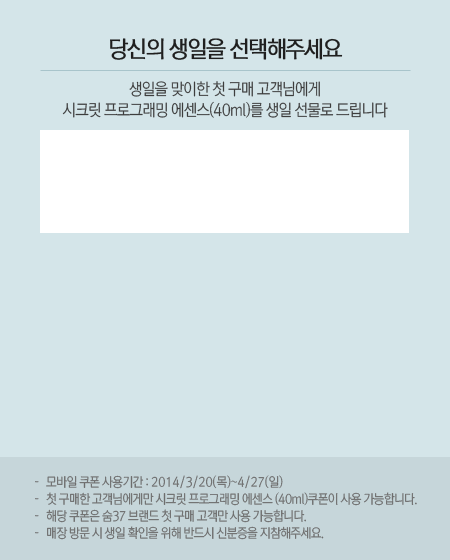 당신의 생일을 선택해주세요
생일을 맞이한 첫 구매 고객님에게
시크릿 프로그래밍 에센스(40ml)를 생일 선물로 드립니다
- 모바일 쿠폰 사용기간 : 2014/3/20(목)~4/27(일)
- 첫 구매한 고객님에게만 시크릿 프로그래밍 에센스 (40ml)쿠폰이 사용 가능합니다.
- 해당 쿠폰은 숨37 브랜드 첫 구매 고객만 사용 가능합니다.
- 매장 방문 시 생일 확인을 위해 반드시 신분증을 지참해주세요.